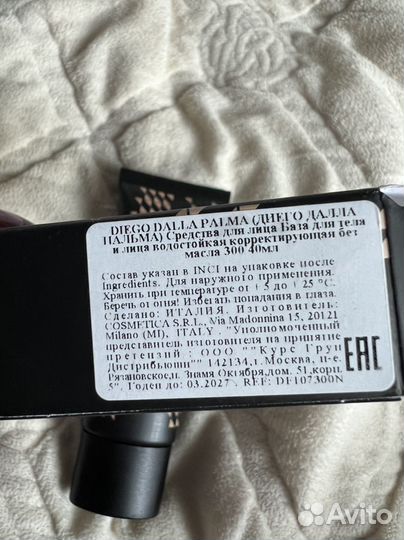 DIEGO DALLA PALMA (ДИЕГО ДАЛЛА
ПАЛЬМА) Средства для лица База для тела
и лица водостойкая корректирующая без
масла 300 40мл
Состав указан в INCI на упаковке после
Ingredients. Для наружного применения.
Хранить при температуре от + 5 до + 25 °C.
Беречь от огня! Избегать попадания в глаза.
Сделано: ИТАЛИЯ. Изготовитель:
COSMETICA S.R.L., Via Madonnina 15, 20121
Milano (MI), ITALY. "Уполномоченный
представитель изготовителя на принятие
претензий : ООО ""Курс Груп
Дистрибьюшн"" 142134,г.Москва, п-е.
Рязановское,п. Знамя Октября,дом. 51,корп.
5". Годен до: 03.2027. REF: DF107300N
EAC
Avito